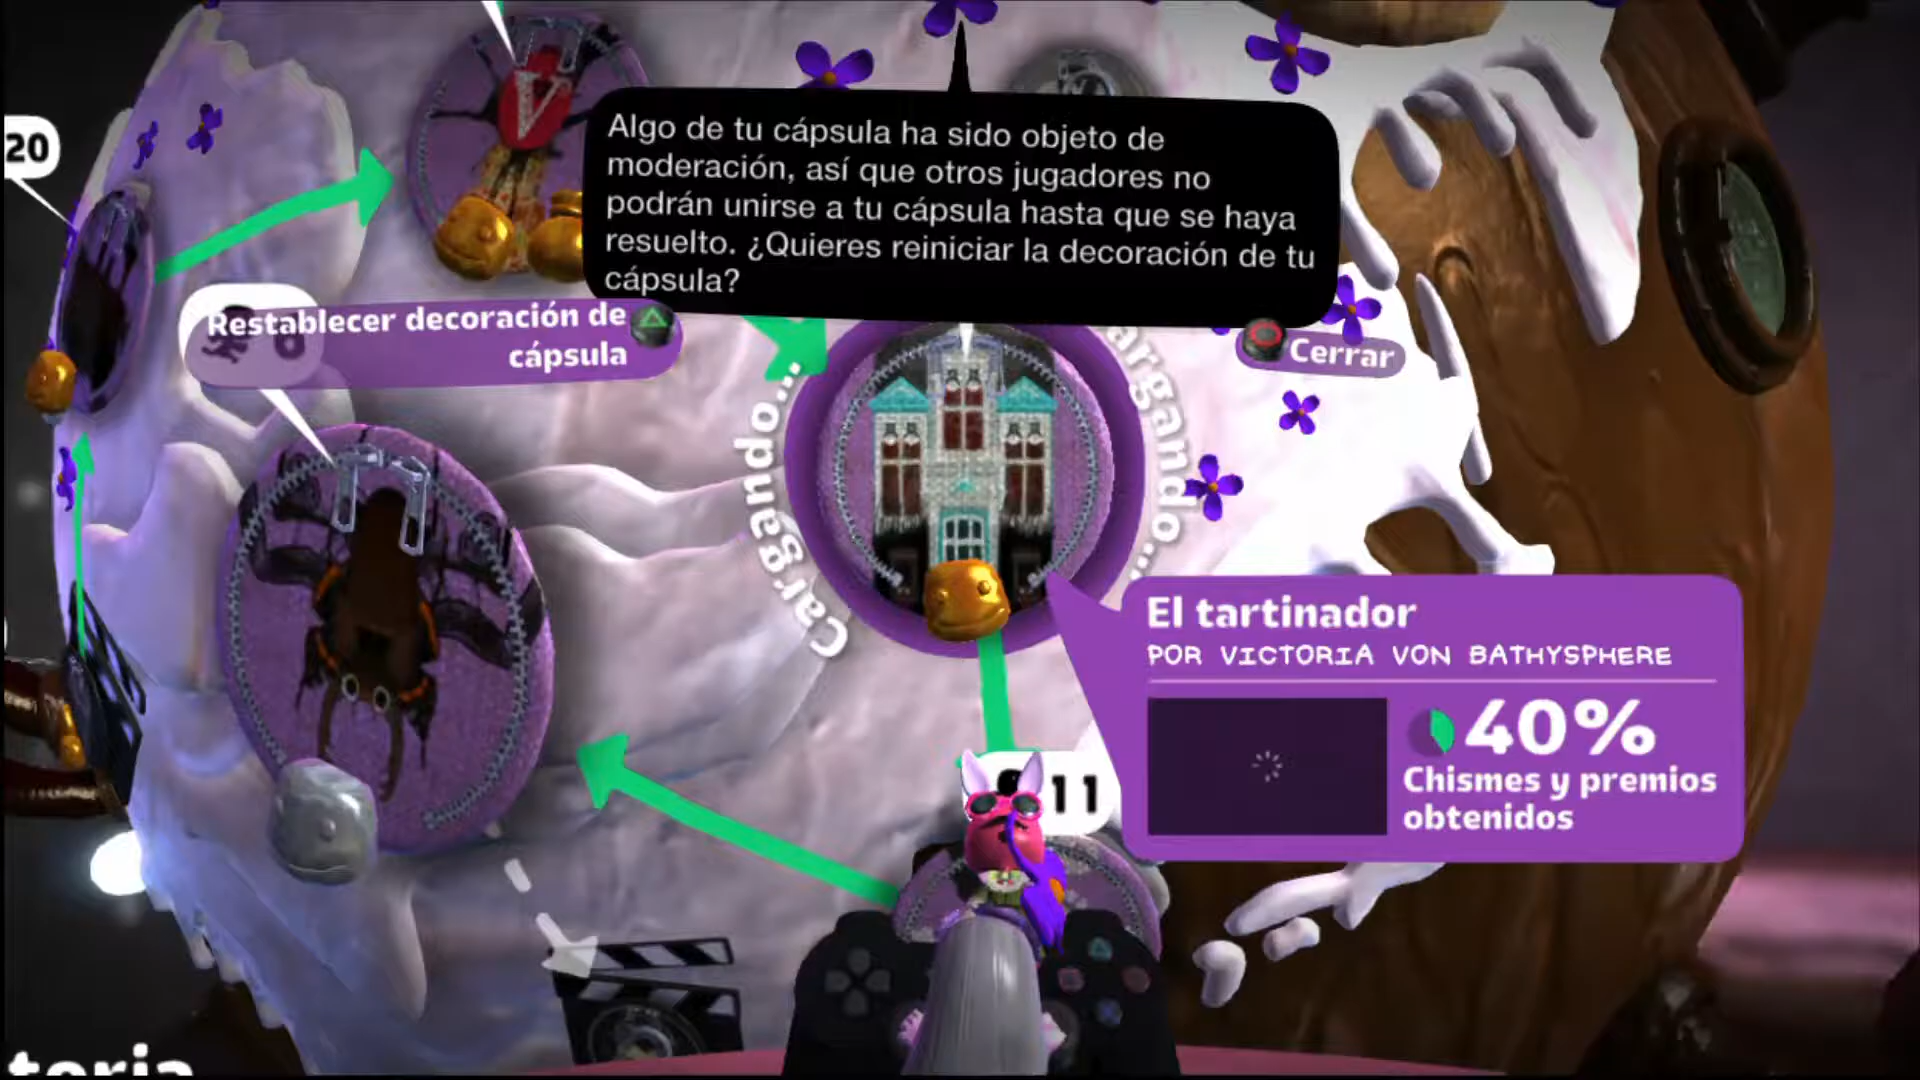 20
V
Algo de tu cápsula ha sido objeto de
moderación, así que otros jugadores no
podrán unirse a tu cápsula hasta que se haya
resuelto. ¿Quieres reiniciar la decoración de tu
cápsula?
Restablecer decoración de
cápsula
Cerrar
Cargando...
Cargando...
El tartinador
POR VICTORIA VON BATHYSPHERE
40%
Chismes y premios
obtenidos
11